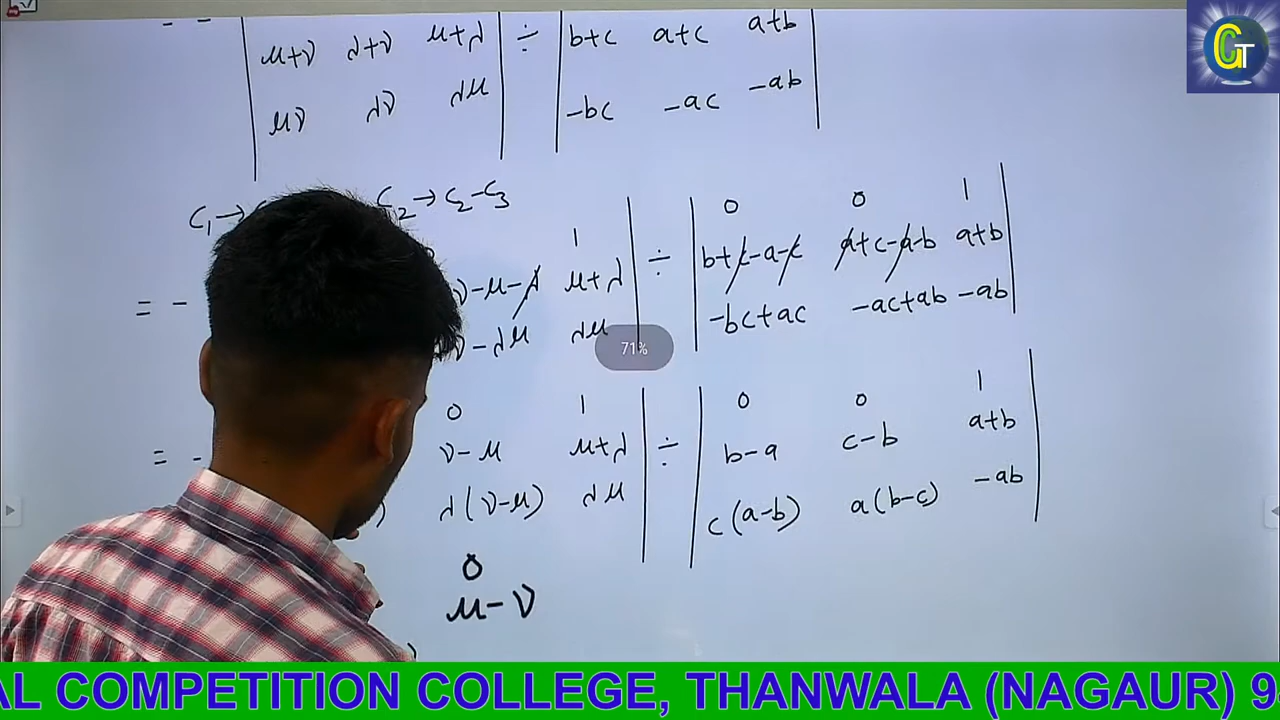 μ+ν λ+ν μ+λ ÷ b+c a+c a+b
μν λν λμ -bc -ac -ab
C1→ C2→C2-C3
1 0 0 1
= - ν-μ-λ μ+λ ÷ b+c-a-c a+c-a-b a+b
-λμ λμ -bc+ac -ac+ab -ab
71%
0 1 0 0 1
= - ν-μ μ+λ ÷ b-a c-b a+b
λ(ν-μ) λμ c(a-b) a(b-c) -ab
0
μ-ν
GT
AL COMPETITION COLLEGE, THANWALA (NAGAUR) 9